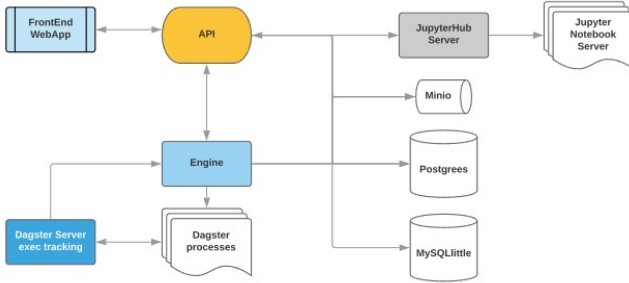 FrontEnd
WebApp
API
JupyterHub
Server
Jupyter
Notebook
Server
Minio
Engine
Postgrees
Dagster Server
exec tracking
Dagster
processes
MySQLlittle